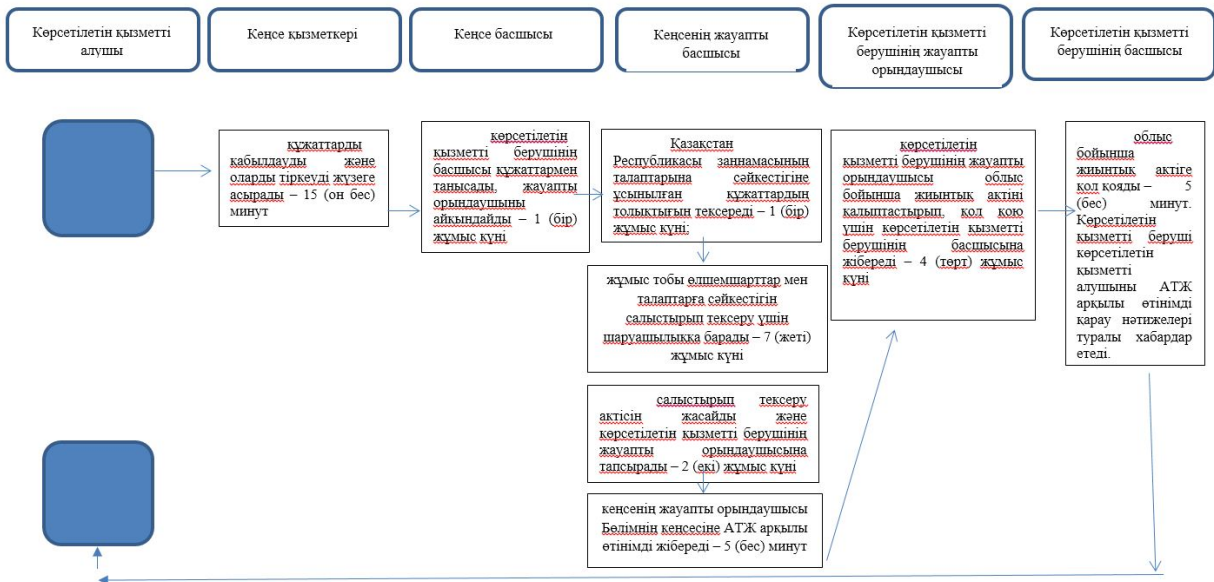 Көрсетілетін қызметті
алушы
Кеңсе қызметкері
Кеңсе басшысы
Кеңсенің жауапты
басшысы
Көрсетілетін қызметті
берушінің жауапты
орындаушысы
Көрсетілетін қызметті
берушінің басшысы
құжаттарды
қабылдауды және
оларды тіркеуді жүзеге
асырады – 15 (он бес)
минут
көрсетілетін
қызметті берушінің
басшысы құжаттармен
танысады, жауапты
орындаушыны
айқындайды – 1 (бір)
жұмыс күні
Қазақстан
Республикасы заңнамасының
талаптарына сәйкестігіне
ұсынылған құжаттардың
толықтығын тексереді – 1 (бір)
жұмыс күні;
жұмыс тобы өлшемшарттар мен
талаптарға сәйкестігін
салыстырып тексеру үшін
шаруашылыққа барады – 7 (жеті)
жұмыс күні
салыстырып тексеру
актісін жасайды және
көрсетілетін қызметті берушінің
жауапты орындаушысына
тапсырады – 2 (екі) жұмыс күні
кеңсенің жауапты орындаушысы
Бөлімнің кеңсесіне АТЖ арқылы
өтінімді жібереді – 5 (бес) минут
көрсетілетін
қызметті берушінің жауапты
орындаушысы облыс
бойынша жиынтық актіні
қалыптастырып, қол қою
үшін көрсетілетін қызметті
берушінің басшысына
жібереді – 4 (төрт) жұмыс
күні
облыс
бойынша
жиынтық актіге
қол қояды – 5
(бес) минут.
Көрсетілетін
қызметті беруші
көрсетілетін
қызметті
алушыны АТЖ
арқылы өтінімді
қарау нәтижелері
туралы хабардар
етеді.